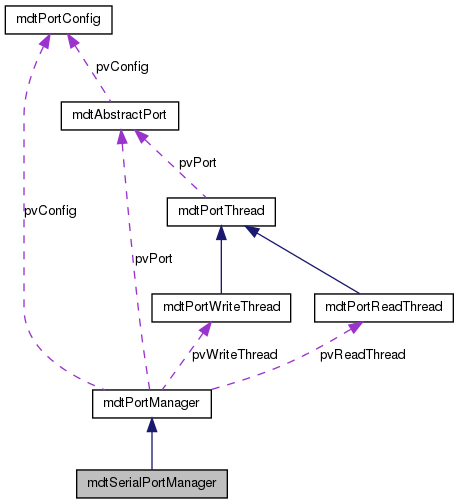 mdtPortConfig
pvConfig
mdtAbstractPort
pvPort
pvConfig
mdtPortThread
pvPort
mdtPortWriteThread
mdtPortReadThread
pvWriteThread
pvReadThread
mdtPortManager
mdtSerialPortManager